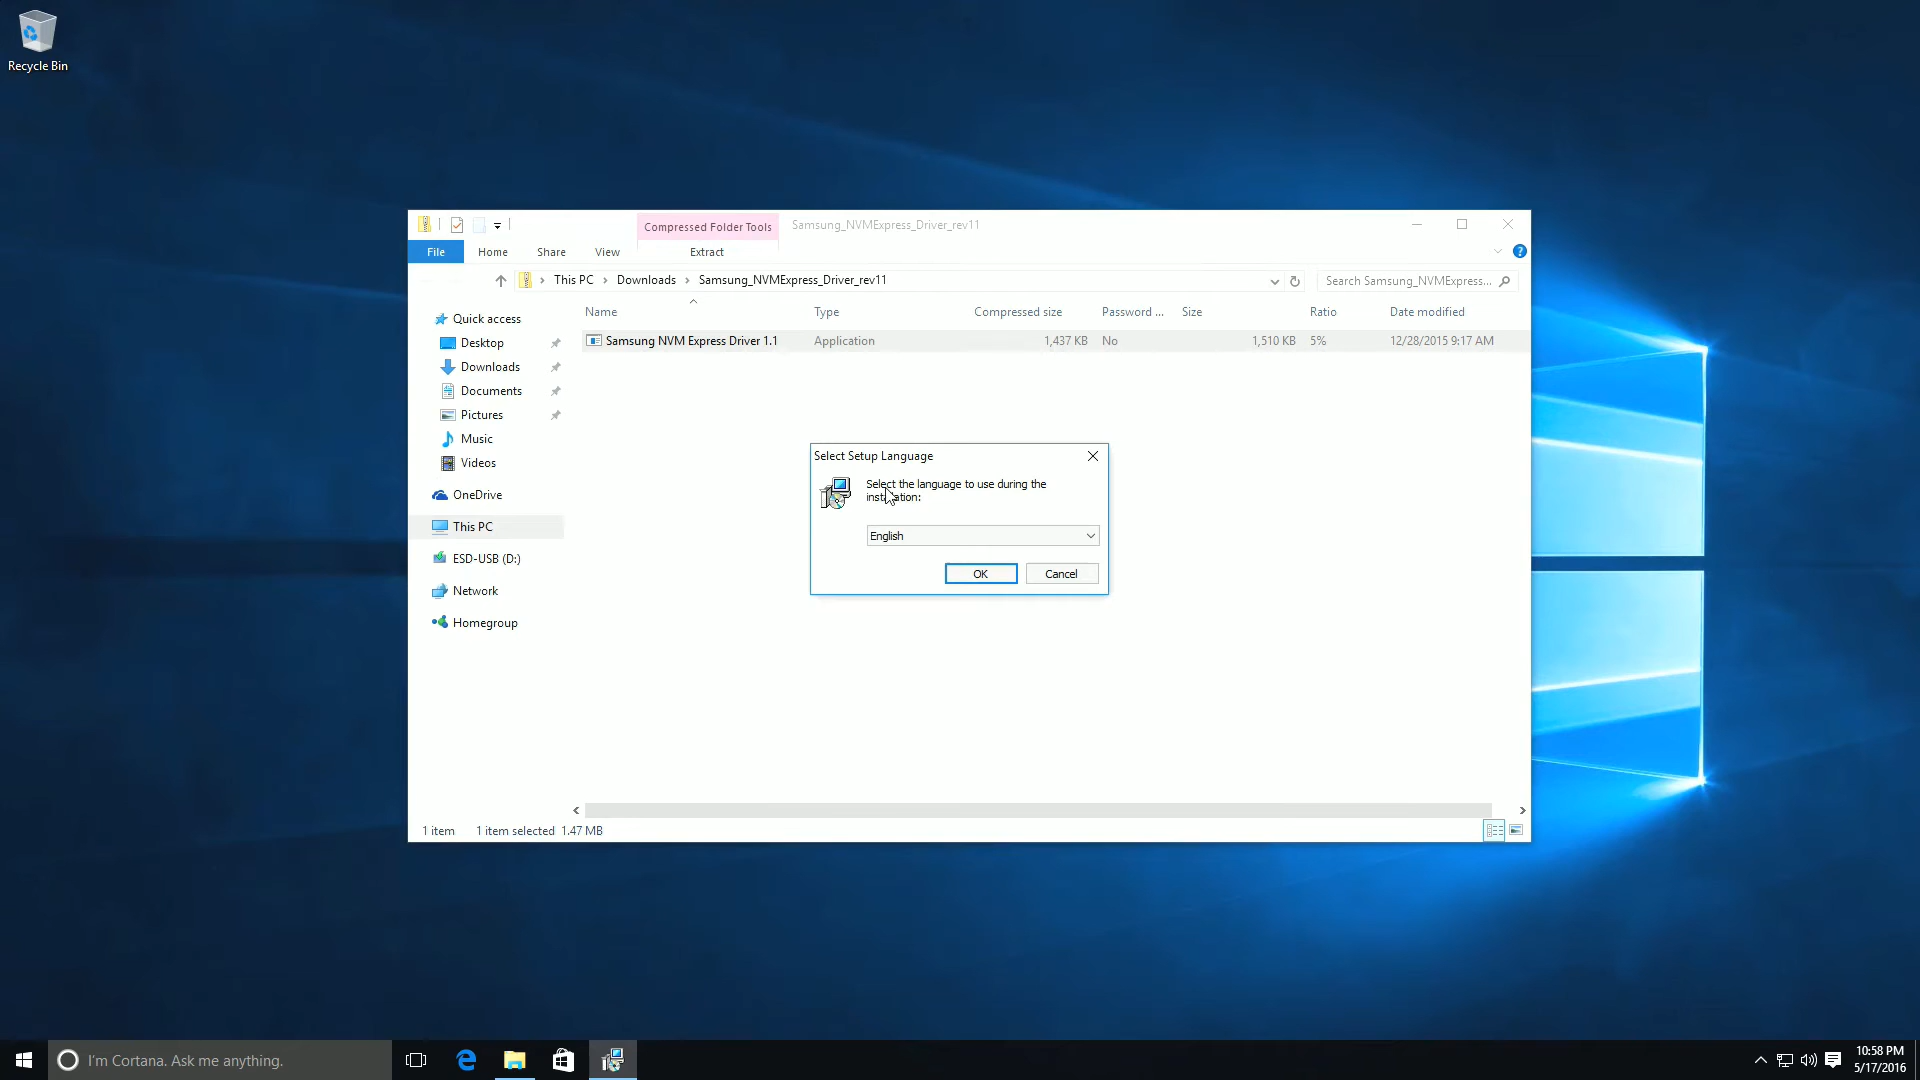 Recycle Bin
Compressed Folder Tools
Samsung_NVMExpress_Driver_rev11
File
Home
Share
View
Extract
This PC
Downloads
Samsung_NVMExpress_Driver_rev11
Search Samsung_NVMExpress...
Name
Type
Compressed size
Password ...
Size
Ratio
Date modified
Samsung NVM Express Driver 1.1
Application
1,437 KB
No
1,510 KB
5%
12/28/2015 9:17 AM
Quick access
Desktop
Downloads
Documents
Pictures
Music
Videos
OneDrive
This PC
ESD-USB (D:)
Network
Homegroup
Select Setup Language
Select the language to use during the
installation:
English
OK
Cancel
1 item
1 item selected 1.47 MB
I'm Cortana. Ask me anything.
10:58 PM
5/17/2016